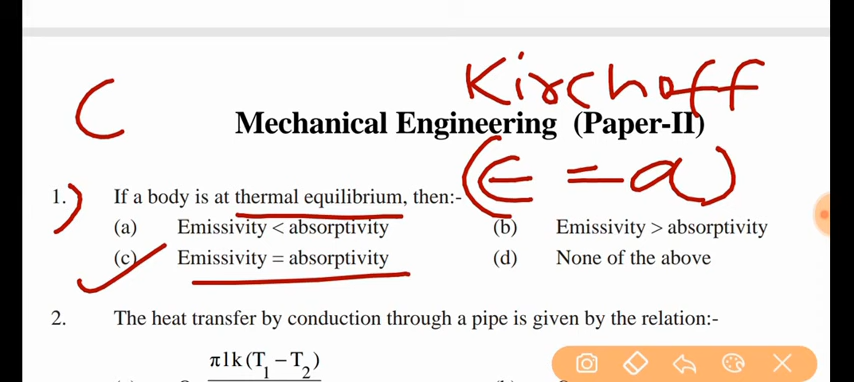 C
Kirchoff
Mechanical Engineering (Paper-II)
(ϵ = a)
1. If a body is at thermal equilibrium, then:-
(a) Emissivity < absorptivity (b) Emissivity > absorptivity
(c) Emissivity = absorptivity (d) None of the above
2. The heat transfer by conduction through a pipe is given by the relation:-
πlk(T₁ – T₂)